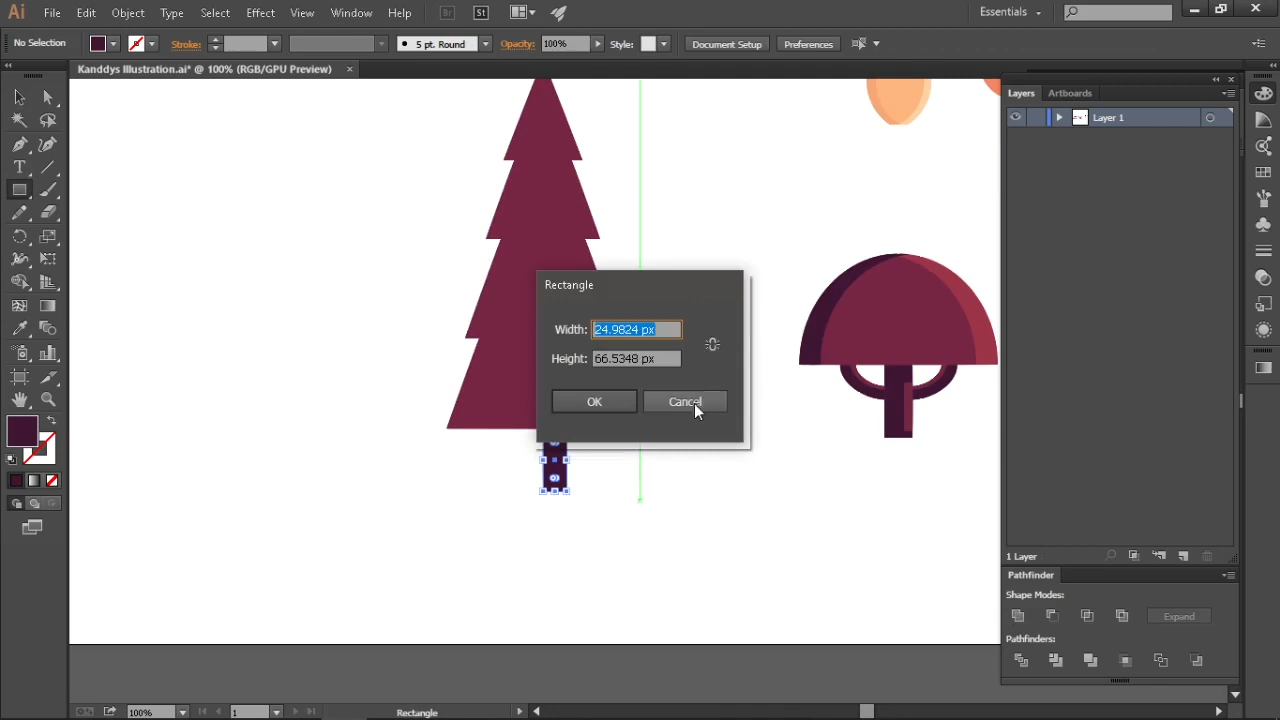 Ai File Edit Object Type Select Effect View Window Help Br St Essentials
No Selection Stroke: 5 pt. Round Opacity: 100% Style: Document Setup Preferences
Kanddys Illustration.ai* @ 100% (RGB/GPU Preview) ×
Layers Artboards
Layer 1
Rectangle
Width: 24.9824 px
Height: 66.5348 px
OK Cancel
1 Layer
Pathfinder
Shape Modes:
Expand
Pathfinders:
100% 1 Rectangle